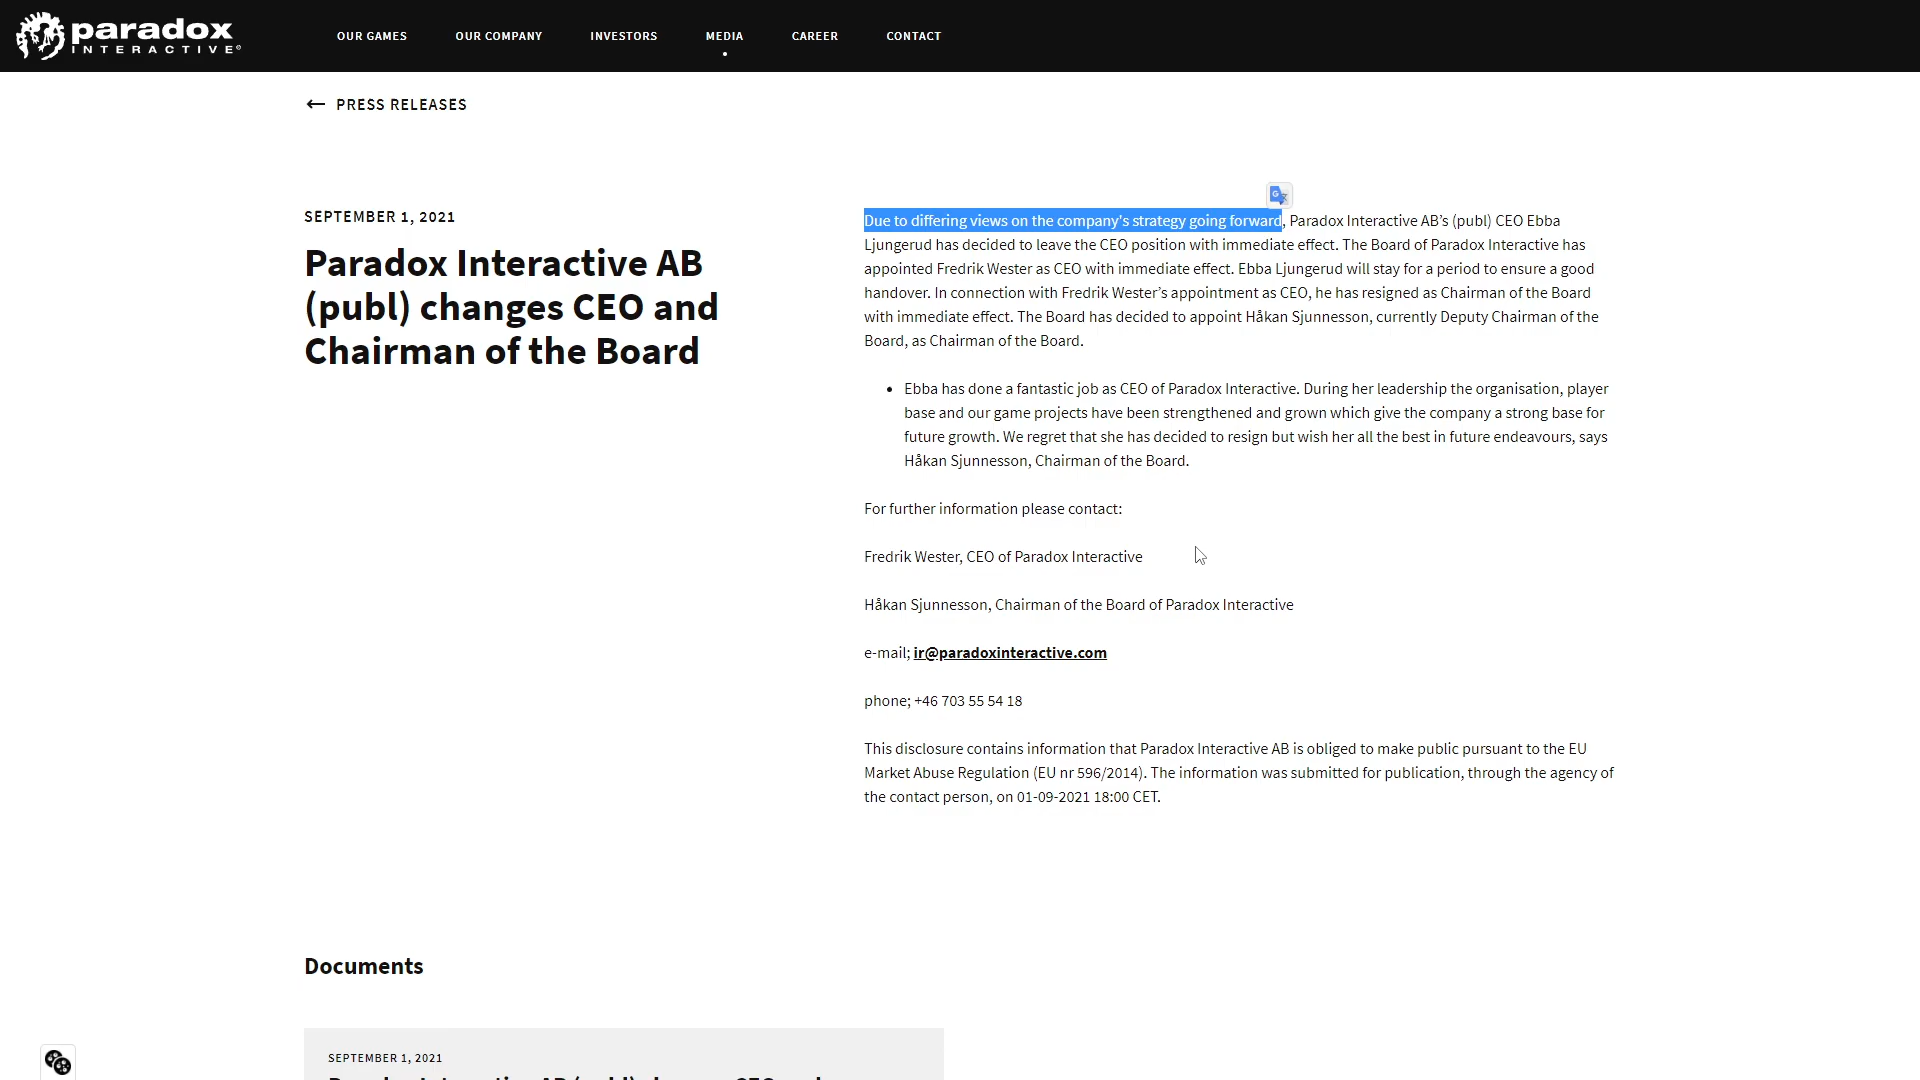 paradox
INTERACTIVE®
OUR GAMES
OUR COMPANY
INVESTORS
MEDIA
CAREER
CONTACT
← PRESS RELEASES
SEPTEMBER 1, 2021
Paradox Interactive AB
(publ) changes CEO and
Chairman of the Board
Due to differing views on the company's strategy going forward, Paradox Interactive AB’s (publ) CEO Ebba
Ljungerud has decided to leave the CEO position with immediate effect. The Board of Paradox Interactive has
appointed Fredrik Wester as CEO with immediate effect. Ebba Ljungerud will stay for a period to ensure a good
handover. In connection with Fredrik Wester’s appointment as CEO, he has resigned as Chairman of the Board
with immediate effect. The Board has decided to appoint Håkan Sjunnesson, currently Deputy Chairman of the
Board, as Chairman of the Board.
• Ebba has done a fantastic job as CEO of Paradox Interactive. During her leadership the organisation, player
base and our game projects have been strengthened and grown which give the company a strong base for
future growth. We regret that she has decided to resign but wish her all the best in future endeavours, says
Håkan Sjunnesson, Chairman of the Board.
For further information please contact:
Fredrik Wester, CEO of Paradox Interactive
Håkan Sjunnesson, Chairman of the Board of Paradox Interactive
e-mail; ir@paradoxinteractive.com
phone; +46 703 55 54 18
This disclosure contains information that Paradox Interactive AB is obliged to make public pursuant to the EU
Market Abuse Regulation (EU nr 596/2014). The information was submitted for publication, through the agency of
the contact person, on 01-09-2021 18:00 CET.
Documents
SEPTEMBER 1, 2021